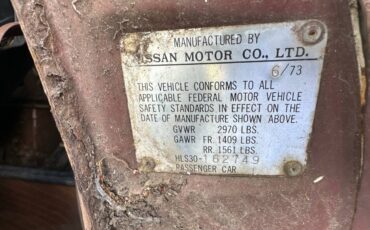 MANUFACTURED BY
NISSAN MOTOR CO., LTD.
6/73
THIS VEHICLE CONFORMS TO ALL
APPLICABLE FEDERAL MOTOR VEHICLE
SAFETY STANDARDS IN EFFECT ON THE
DATE OF MANUFACTURE SHOWN ABOVE.
GVWR 2970 LBS.
GAWR FR. 1409 LBS.
RR. 1561 LBS.
HLS30-162749
PASSENGER CAR